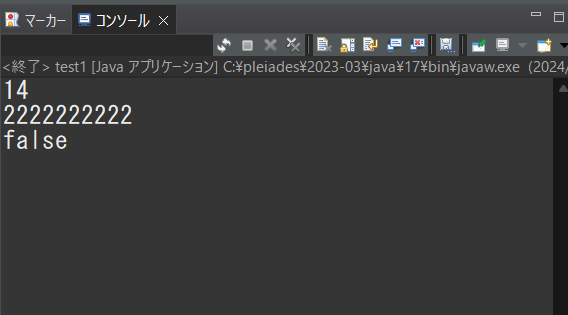 マーカー コンソール
<終了> test1 [Java アプリケーション] C:¥pleiades¥2023-03¥java¥17¥bin¥javaw.exe (2024/
14
2222222222
false